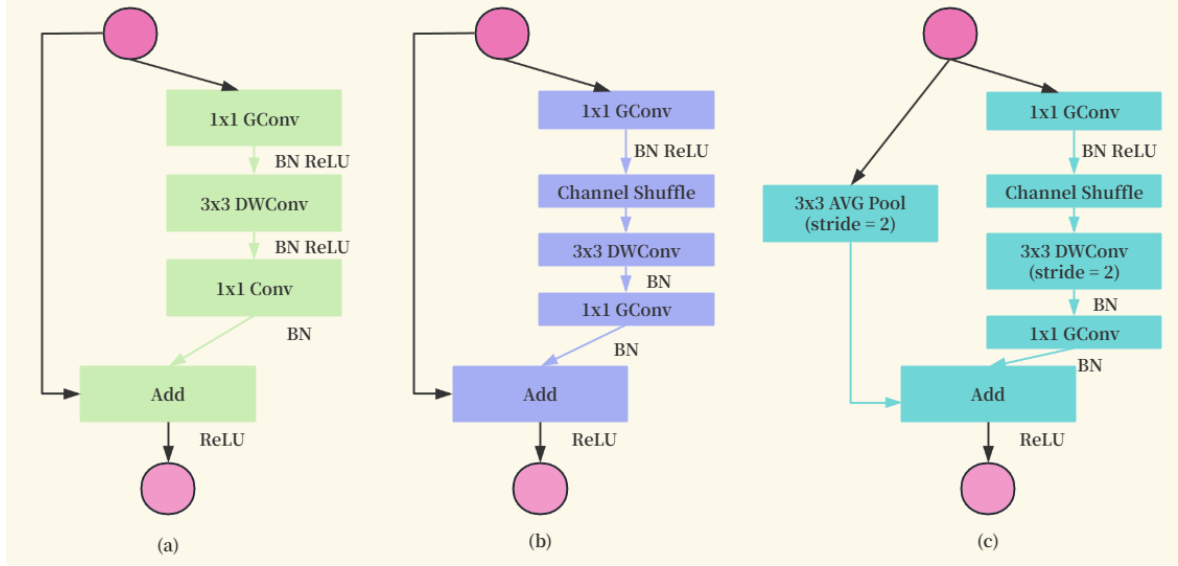 1x1 GConv
BN ReLU
3x3 DWConv
BN ReLU
1x1 Conv
BN
Add
ReLU
(a)
1x1 GConv
BN ReLU
Channel Shuffle
3x3 DWConv
BN
1x1 GConv
BN
Add
ReLU
(b)
1x1 GConv
BN ReLU
Channel Shuffle
3x3 AVG Pool
(stride = 2)
3x3 DWConv
(stride = 2)
BN
1x1 GConv
BN
Add
ReLU
(c)